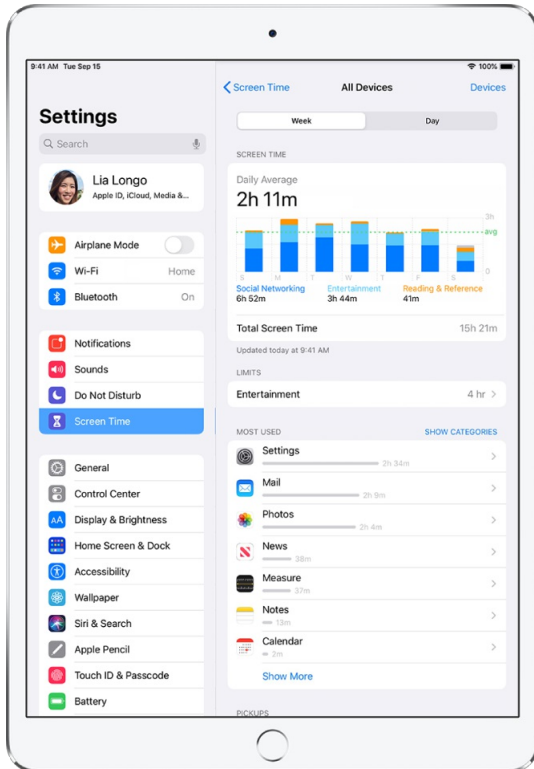 9:41 AM Tue Sep 15
100%
Settings
Search
Lia Longo
Apple ID, iCloud, Media &...
Airplane Mode
Wi-Fi Home
Bluetooth On
Notifications
Sounds
Do Not Disturb
Screen Time
General
Control Center
AA Display & Brightness
Home Screen & Dock
Accessibility
Wallpaper
Siri & Search
Apple Pencil
Touch ID & Passcode
Battery
Screen Time All Devices Devices
Week Day
SCREEN TIME
Daily Average
2h 11m
3h
avg
0
S M T W T F S
Social Networking Entertainment Reading & Reference
6h 52m 3h 44m 41m
Total Screen Time 15h 21m
Updated today at 9:41 AM
LIMITS
Entertainment 4 hr
MOST USED SHOW CATEGORIES
Settings
2h 34m
Mail
2h 9m
Photos
2h 4m
News
38m
Measure
37m
Notes
13m
Calendar
2m
Show More
PICKUPS